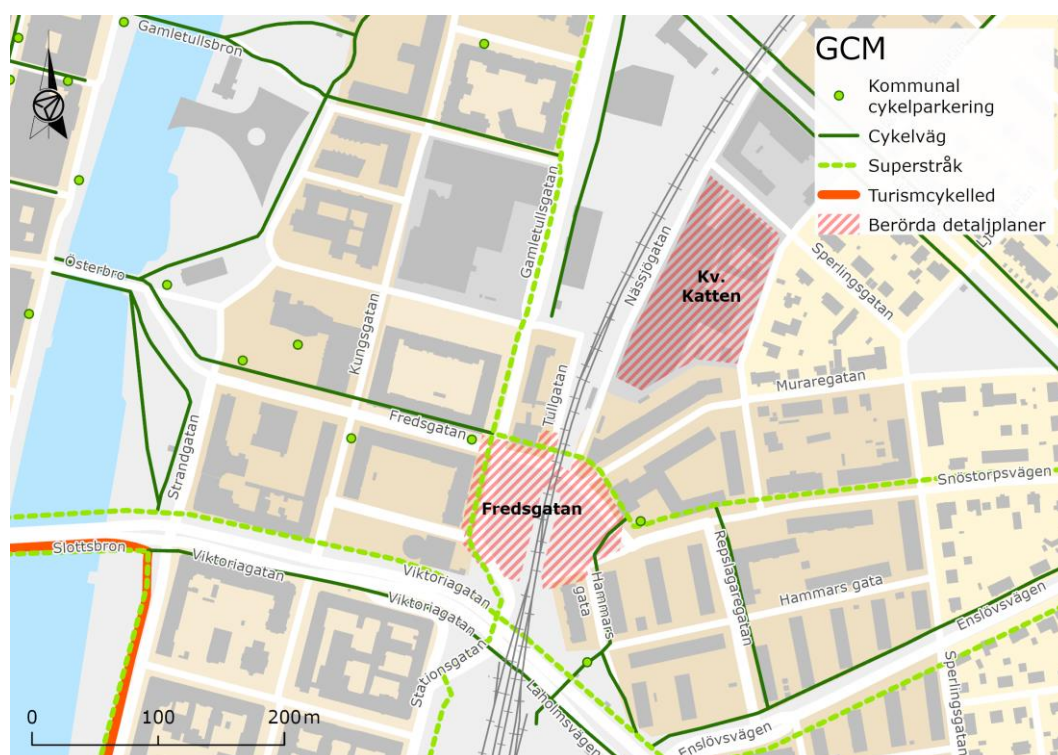 GCM
Kommunal
cykelparkering
Cykelväg
Superstråk
Turismcykelled
Berörda detaljplaner
Gamletullsbron
Gamletullsgatan
Nässjögatan
Kv.
Katten
Sperlingsgatan
Österbro
Kungsgatan
Tullgatan
Muraregatan
Fredsgatan
Strandgatan
Fredsgatan
Snöstorpsvägen
Slottsbron
Viktoriagatan
Viktoriagatan
Viktoriagatan
Hammars
gata
Repslagaregatan
Hammars gata
Enslövsvägen
Stationsgatan
Laholmsvägen
Enslövsvägen
Sperlingsgatan
0 100 200 m